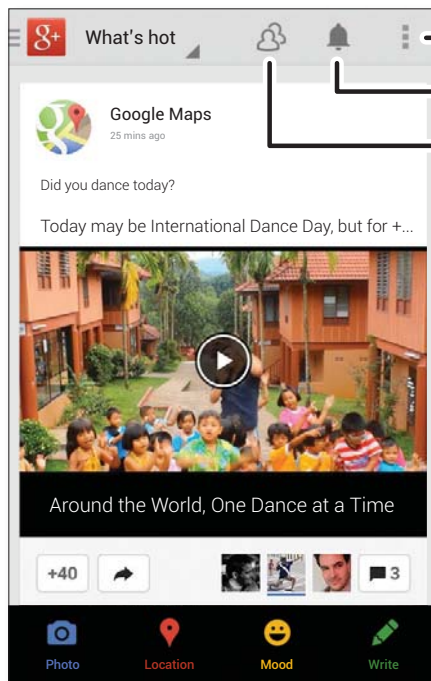 8+ What's hot
Google Maps
25 mins ago
Did you dance today?
Today may be International Dance Day, but for +...
Around the World, One Dance at a Time
+40 3
Photo Location Mood Write